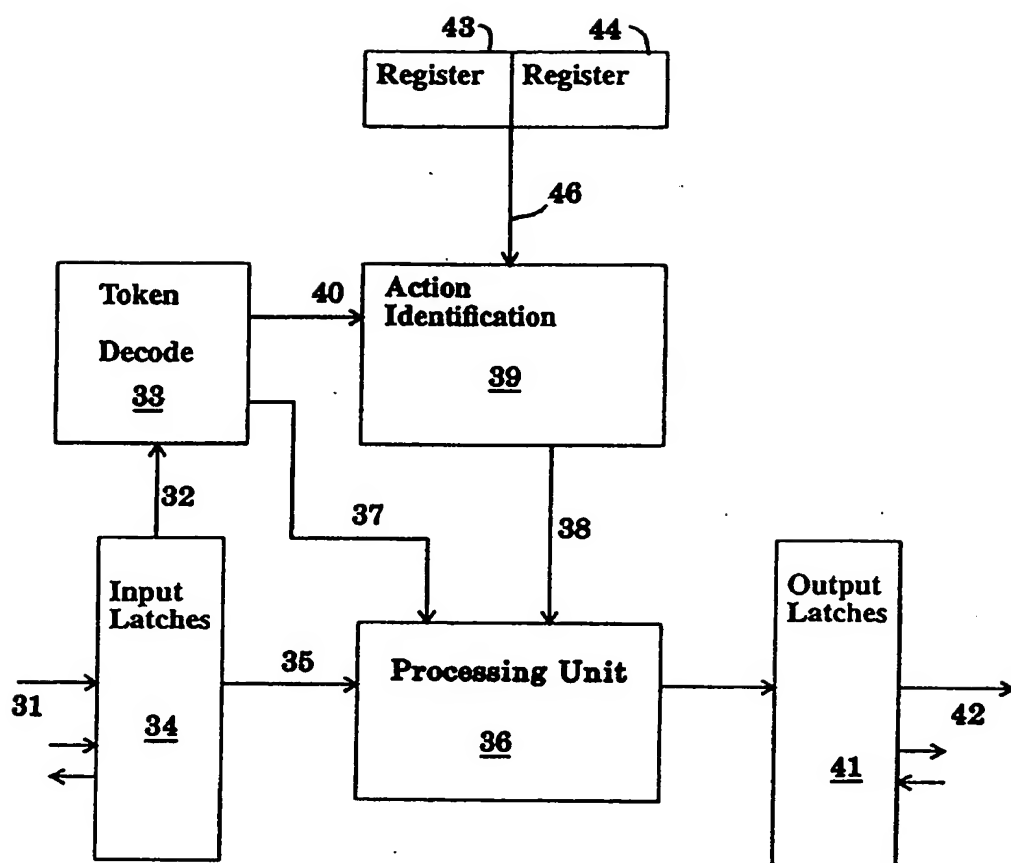 43
44
Register
Register
46
Token
Decode
33
40
Action
Identification
39
32
37
38
Input
Latches
34
35
Processing Unit
36
Output
Latches
41
31
42